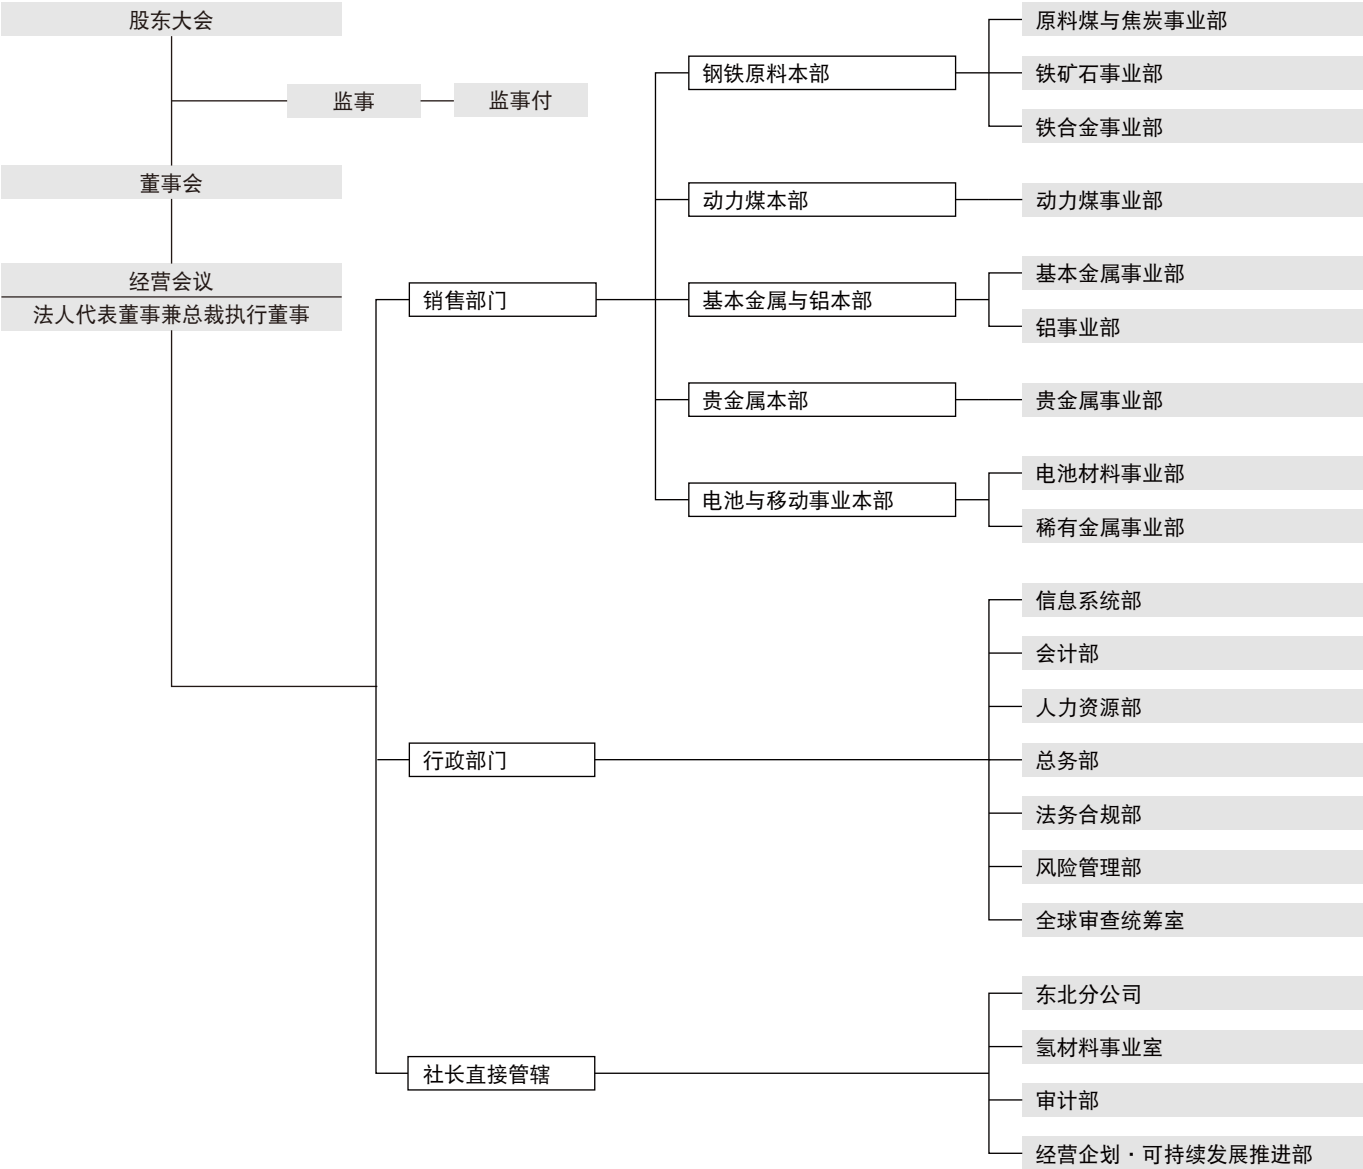 股东大会
监事
监事付
董事会
经营会议
法人代表董事兼总裁执行董事
销售部门
钢铁原料本部
原料煤与焦炭事业部
铁矿石事业部
铁合金事业部
动力煤本部
动力煤事业部
基本金属与铝本部
基本金属事业部
铝事业部
贵金属本部
贵金属事业部
电池与移动事业本部
电池材料事业部
稀有金属事业部
行政部门
信息系统部
会计部
人力资源部
总务部
法务合规部
风险管理部
全球审查统筹室
社长直接管辖
东北分公司
氢材料事业室
审计部
经营企划·可持续发展推进部